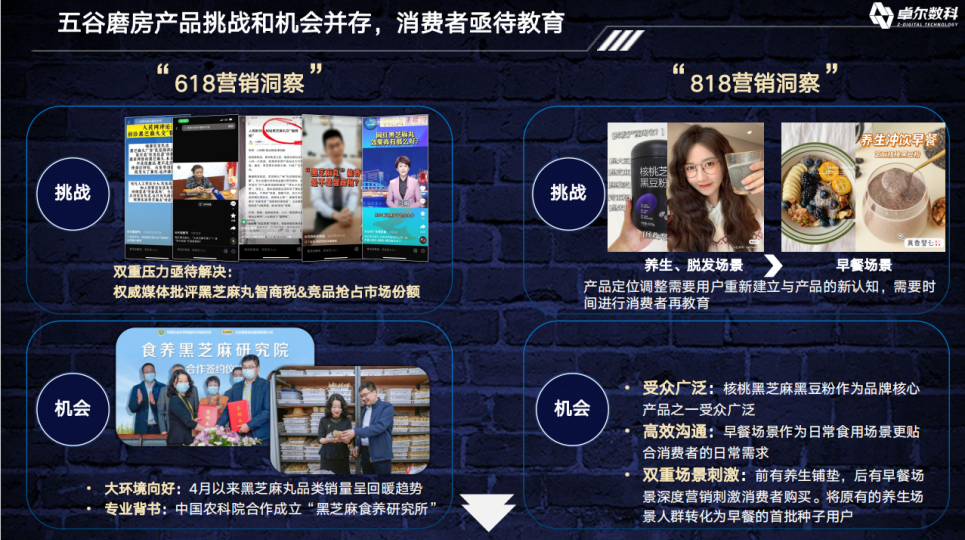 五谷磨房产品挑战和机会并存，消费者亟待教育
卓尔数科
Z-DIGITAL TECHNOLOGY
“618营销洞察”
“818营销洞察”
挑战
双重压力亟待解决：
权威媒体批评黑芝麻丸智商税&竞品抢占市场份额
挑战
核桃芝麻
黑豆粉
养生冲饮早餐
养生、脱发场景
早餐场景
产品定位调整需要用户重新建立与产品的新认知，需要时
间进行消费者再教育
机会
食养黑芝麻研究院
合作签约仪
• 大环境向好：4月以来黑芝麻丸品类销量呈回暖趋势
• 专业背书：中国农科院合作成立“黑芝麻食养研究所”
机会
• 受众广泛：核桃黑芝麻黑豆粉作为品牌核心
产品之一受众广泛
• 高效沟通：早餐场景作为日常食用场景更贴
合消费者的日常需求
• 双重场景刺激：前有养生铺垫，后有早餐场
景深度营销刺激消费者购买。将原有的养生场
景人群转化为早餐的首批种子用户